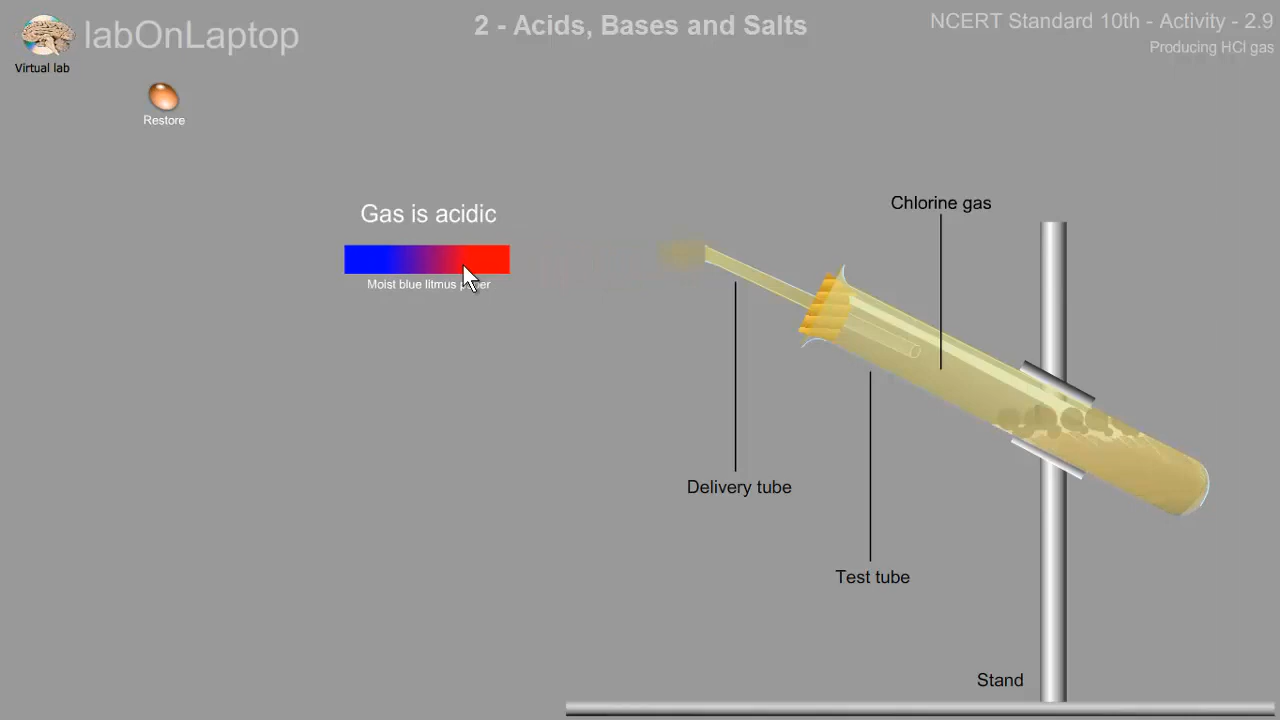 labOnLaptop
Virtual lab
2 - Acids, Bases and Salts
NCERT Standard 10th - Activity - 2.9
Producing HCl gas
Restore
Gas is acidic
Moist blue litmus paper
Chlorine gas
Delivery tube
Test tube
Stand